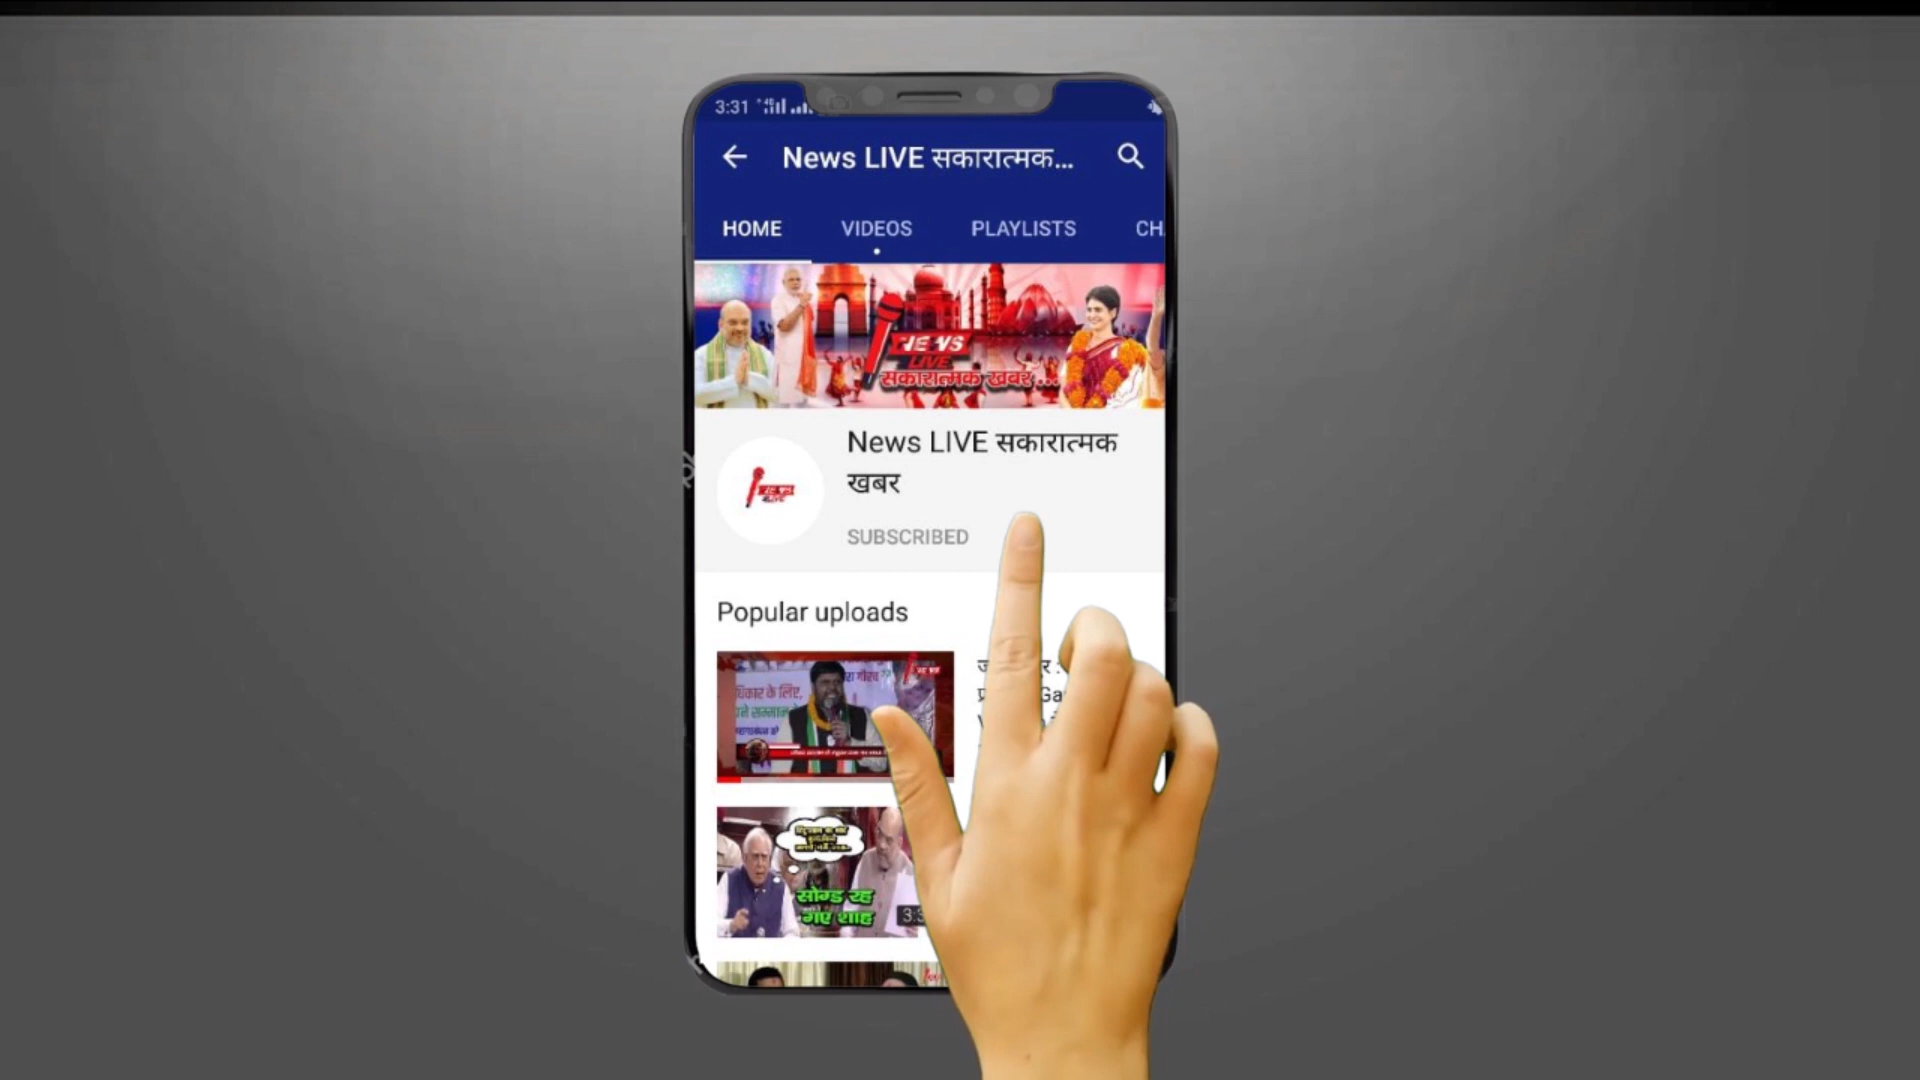 3:31
News LIVE सकारात्मक...
HOME VIDEOS PLAYLISTS CH
NEWS
LIVE
सकारात्मक खबर ...
News LIVE सकारात्मक
खबर
SUBSCRIBED
Popular uploads
के लिए,
सोण्ड रह
गए शाह